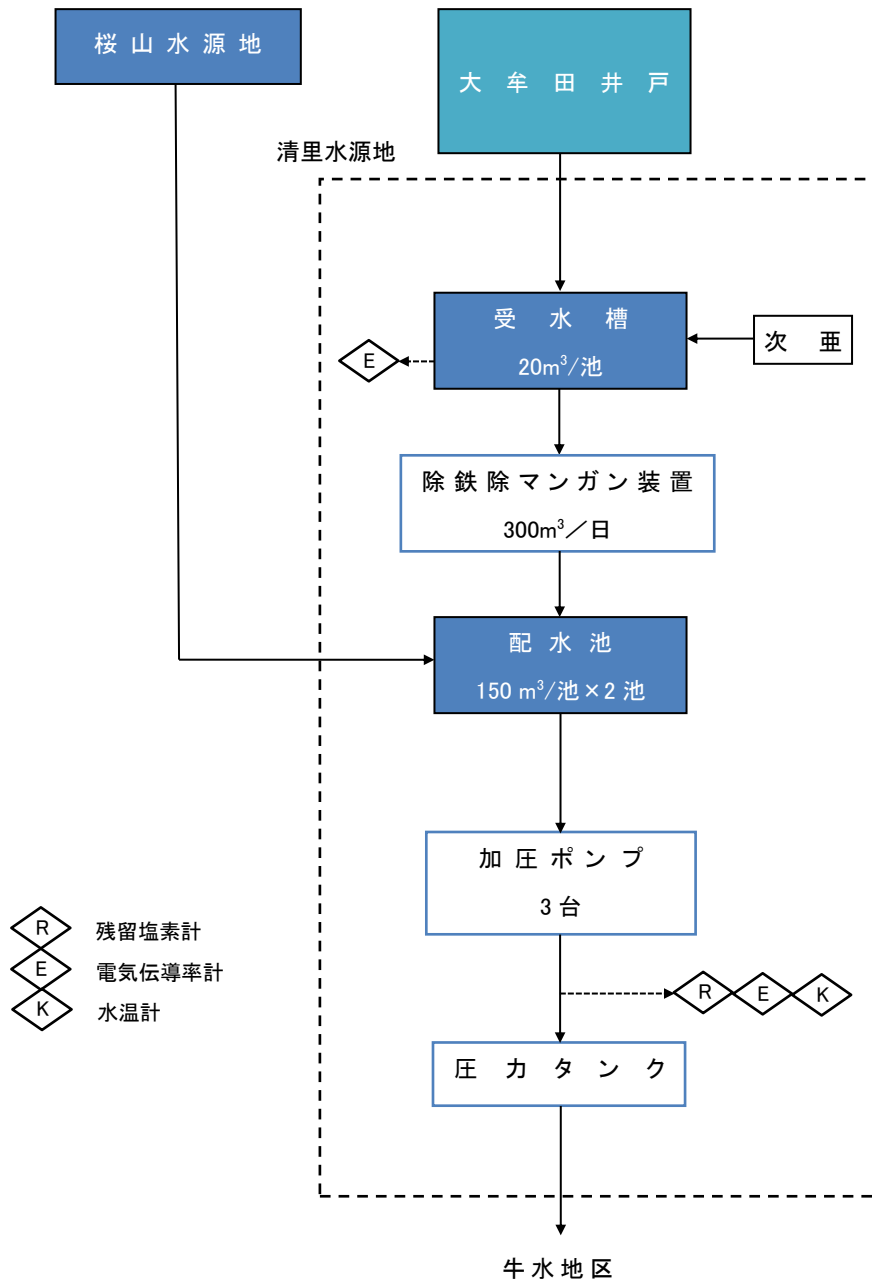 桜山水源地
大牟田井戸
清里水源地
受水槽
20m³/池
次亜
E
除鉄除マンガン装置
300m³／日
配水池
150 m³/池×2 池
加圧ポンプ
3 台
R 残留塩素計
E 電気伝導率計
K 水温計
R E K
圧力タンク
牛水地区